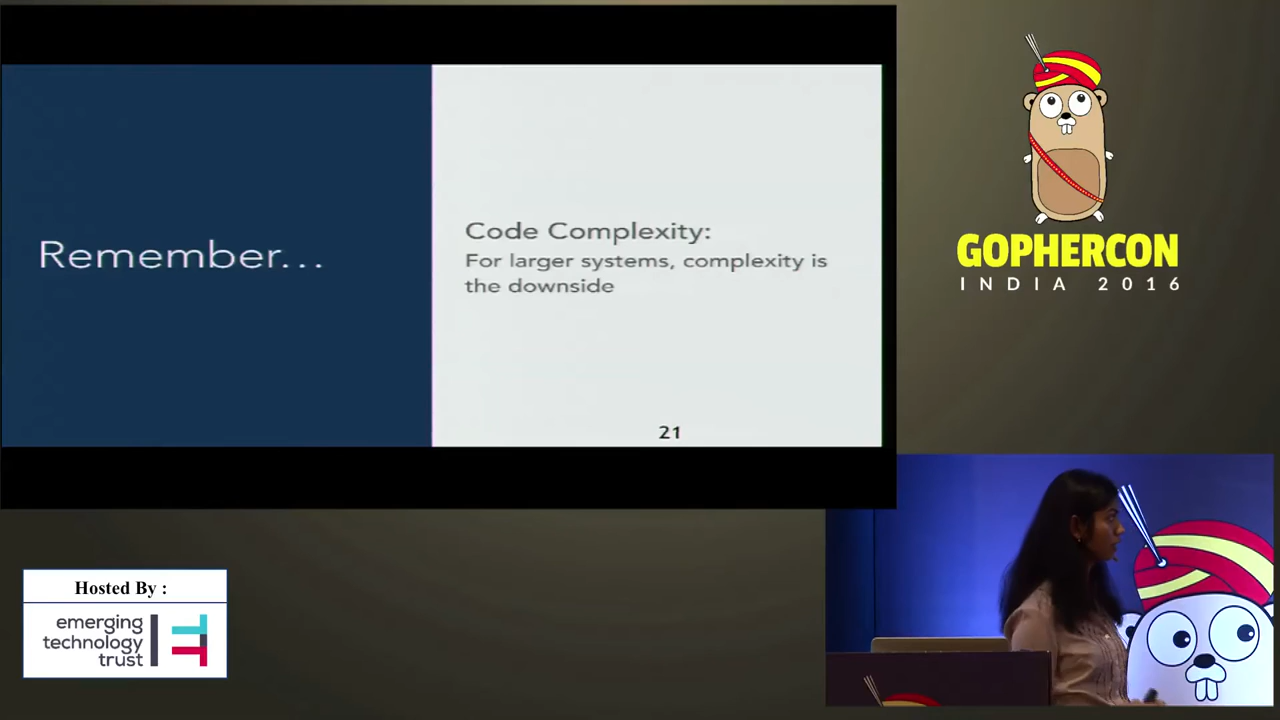 Remember...
Code Complexity:
For larger systems, complexity is
the downside
21
GOPHERCON
INDIA 2016
Hosted By :
emerging
technology
trust